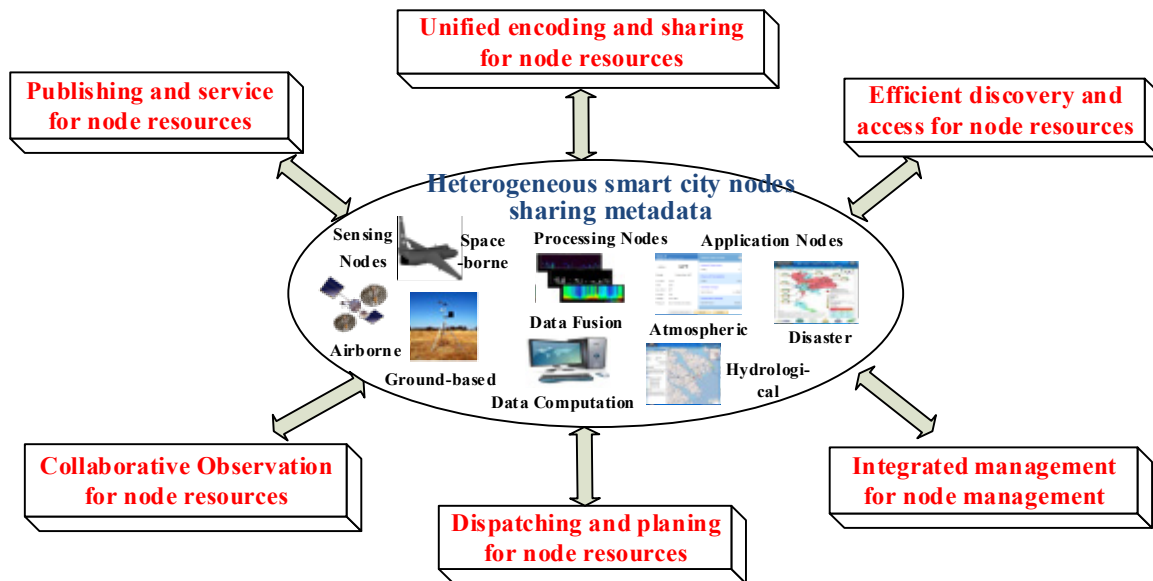 Unified encoding and sharing
for node resources
Publishing and service
for node resources
Efficient discovery and
access for node resources
Heterogeneous smart city nodes
sharing metadata
Sensing
Nodes
Space
-borne
Processing Nodes
Application Nodes
Airborne
Ground-based
Data Fusion
Data Computation
Atmospheric
Disaster
Hydrologi-
cal
Collaborative Observation
for node resources
Dispatching and planing
for node resources
Integrated management
for node management